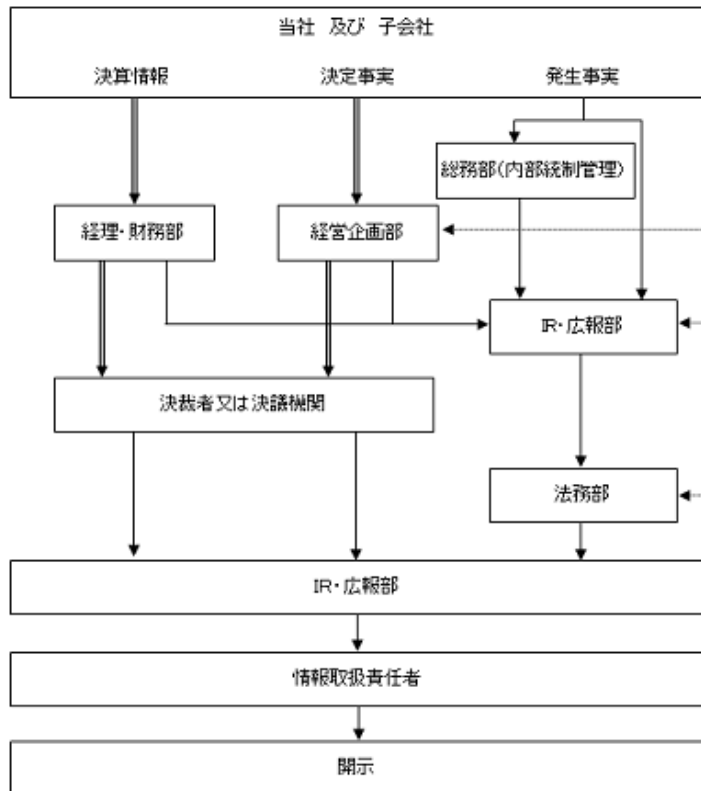 当社 及び 子会社
決算情報 決定事実 発生事実
総務部(内部統制管理)
経理・財務部 経営企画部
IR・広報部
決裁者又は決議機関
法務部
IR・広報部
情報取扱責任者
開示